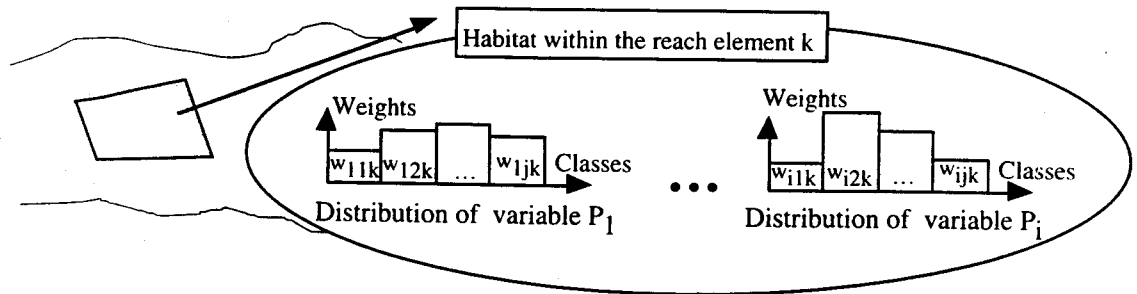 Habitat within the reach element k
Weights
w11k w12k ... w1jk Classes
Distribution of variable P1
...
Weights
wi1k wi2k ... wijk Classes
Distribution of variable Pi